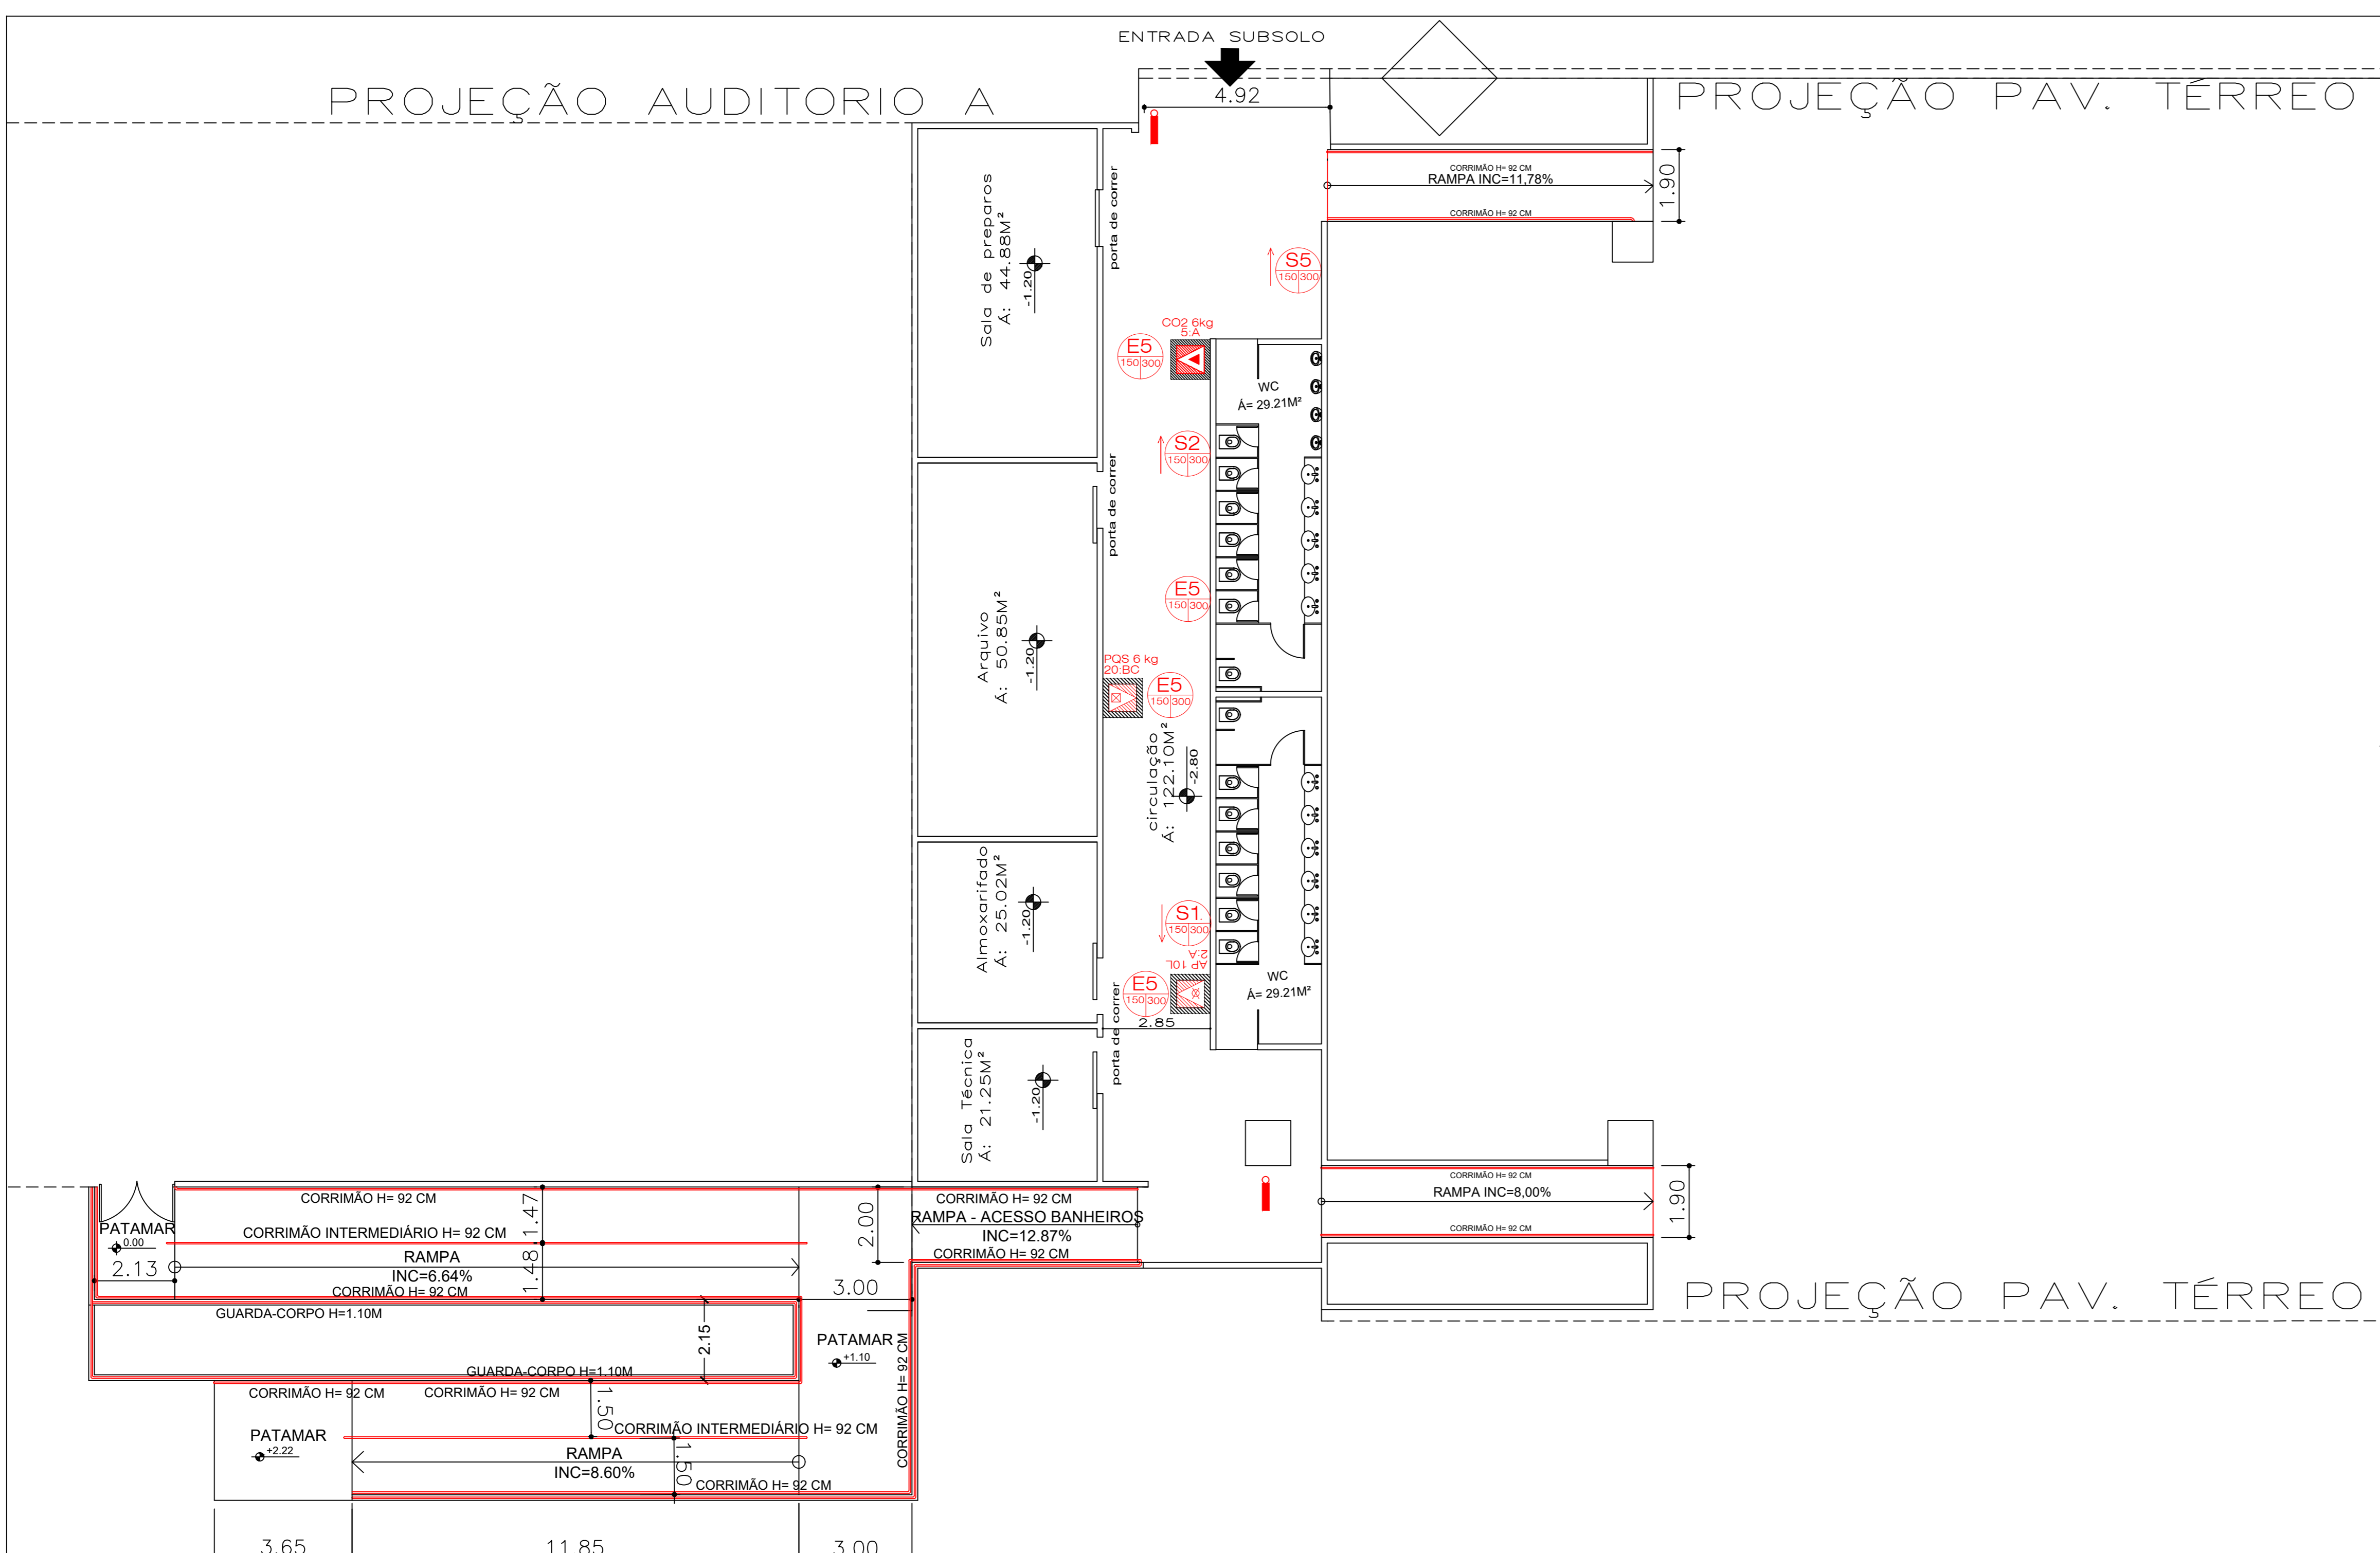 ENTRADA SUBSOLO
4.92
PROJEÇÃO AUDITORIO A
PROJEÇÃO PAV. TÉRREO
CORRIMÃO H= 92 CM
RAMPA INC=11,78%
CORRIMÃO H= 92 CM
1.90
Sala de preparos
Á: 44.88M²
-1.20
porta de correr
S5
150 300
CO2 6kg
5:A
E5
150 300
WC
Á= 29.21M²
S2
150 300
porta de correr
Arquivo
Á: 50.85M²
-1.20
E5
150 300
PQS 6 kg
20:BC
E5
150 300
circulação
Á: 122.10M²
-2.80
Almoxarifado
Á: 25.02M²
-1.20
S1.
150 300
AP 10L
2:A
E5
150 300
WC
Á= 29.21M²
2.85
porta de correr
Sala Técnica
Á: 21.25M²
-1.20
CORRIMÃO H= 92 CM
RAMPA INC=8,00%
CORRIMÃO H= 92 CM
1.90
PROJEÇÃO PAV. TÉRREO
PATAMAR
0.00
2.13
CORRIMÃO H= 92 CM
1.47
CORRIMÃO INTERMEDIÁRIO H= 92 CM
RAMPA
INC=6.64%
1.48
CORRIMÃO H= 92 CM
2.00
CORRIMÃO H= 92 CM
RAMPA - ACESSO BANHEIROS
INC=12.87%
CORRIMÃO H= 92 CM
3.00
GUARDA-CORPO H=1.10M
2.15
GUARDA-CORPO H=1.10M
PATAMAR
+1.10
CORRIMÃO H= 92 CM
CORRIMÃO H= 92 CM
CORRIMÃO H= 92 CM
1.50
CORRIMÃO INTERMEDIÁRIO H= 92 CM
PATAMAR
+2.22
RAMPA
INC=8.60%
1.50
CORRIMÃO H= 92 CM
3.65
11.85
3.00